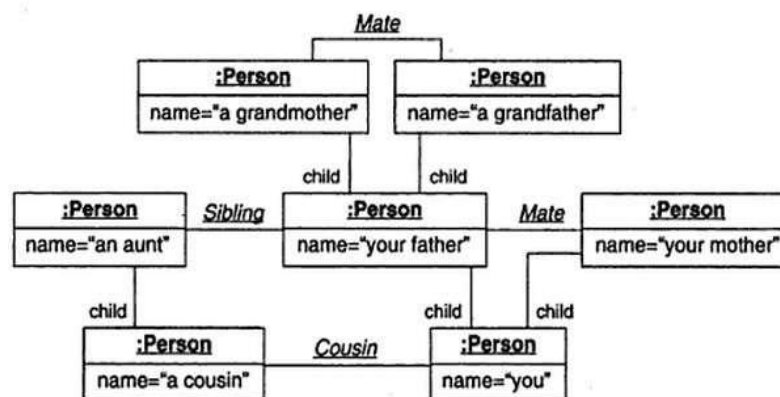 Mate
:Person
name="a grandmother"
:Person
name="a grandfather"
child
child
:Person
name="an aunt"
Sibling
:Person
name="your father"
Mate
:Person
name="your mother"
child
child
child
:Person
name="a cousin"
Cousin
:Person
name="you"